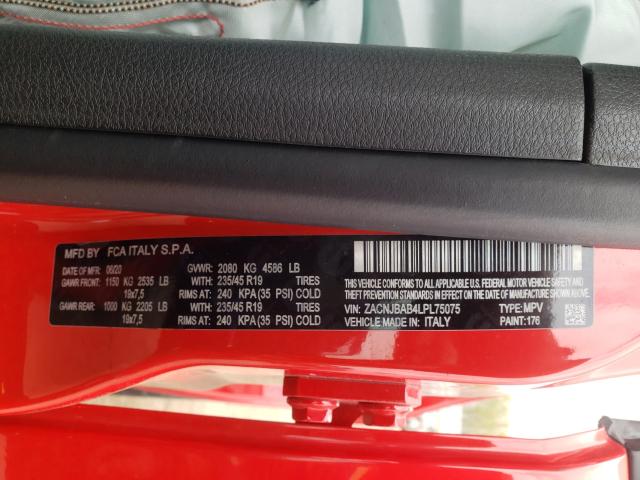 MFD BY FCA ITALY S.P.A.
DATE OF MFR: 06/20 GVWR: 2080 KG 4586 LB
GAWR FRONT: 1150 KG 2535 LB WITH: 235/45 R19 TIRES
19x7,5 RIMS AT: 240 KPA (35 PSI) COLD
GAWR REAR: 1000 KG 2205 LB WITH: 235/45 R19 TIRES
19x7,5 RIMS AT: 240 KPA (35 PSI) COLD
THIS VEHICLE CONFORMS TO ALL APPLICABLE U.S. FEDERAL MOTOR VEHICLE
SAFETY, BUMPER, AND THEFT PREVENTION STANDARDS IN EFFECT
ON THE DATE OF MANUFACTURE SHOWN ABOVE.
VIN: ZACNJBAB4LPL75075 TYPE: MPV
VEHICLE MADE IN: ITALY PAINT: 176